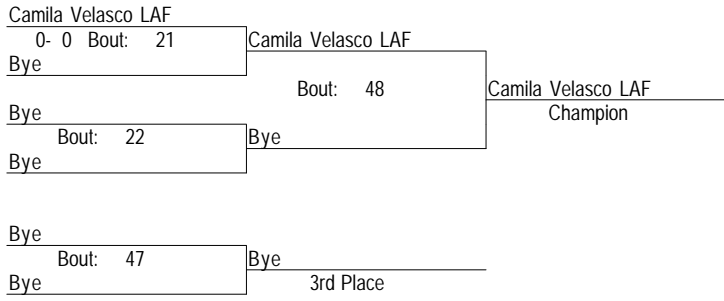 Camila Velasco LAF
0- 0 Bout: 21
Camila Velasco LAF
Bye
Bout: 48
Camila Velasco LAF
Bye
Champion
Bout: 22
Bye
Bye
Bye
Bout: 47
Bye
Bye
3rd Place